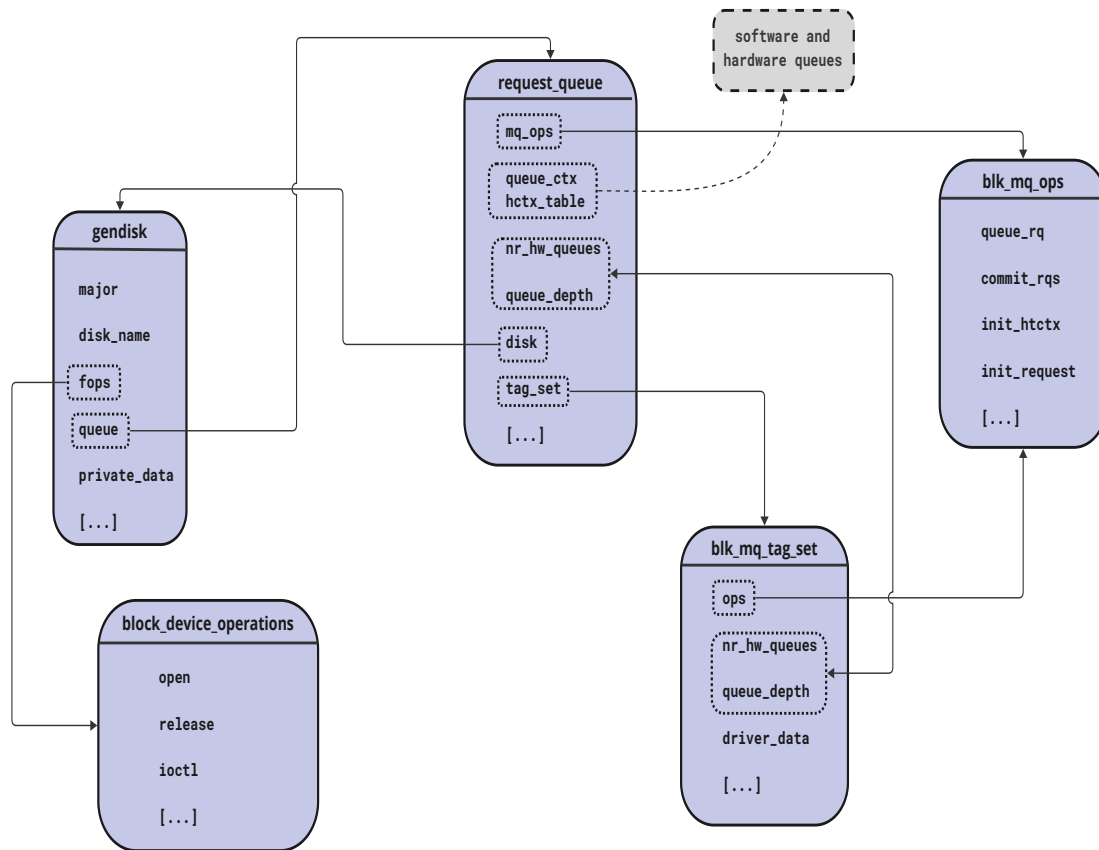 software and
hardware queues
request_queue
mq_ops
queue_ctx
hctx_table
nr_hw_queues
queue_depth
disk
tag_set
[...]
blk_mq_ops
queue_rq
commit_rqs
init_htctx
init_request
[...]
gendisk
major
disk_name
fops
queue
private_data
[...]
blk_mq_tag_set
ops
nr_hw_queues
queue_depth
driver_data
[...]
block_device_operations
open
release
ioctl
[...]